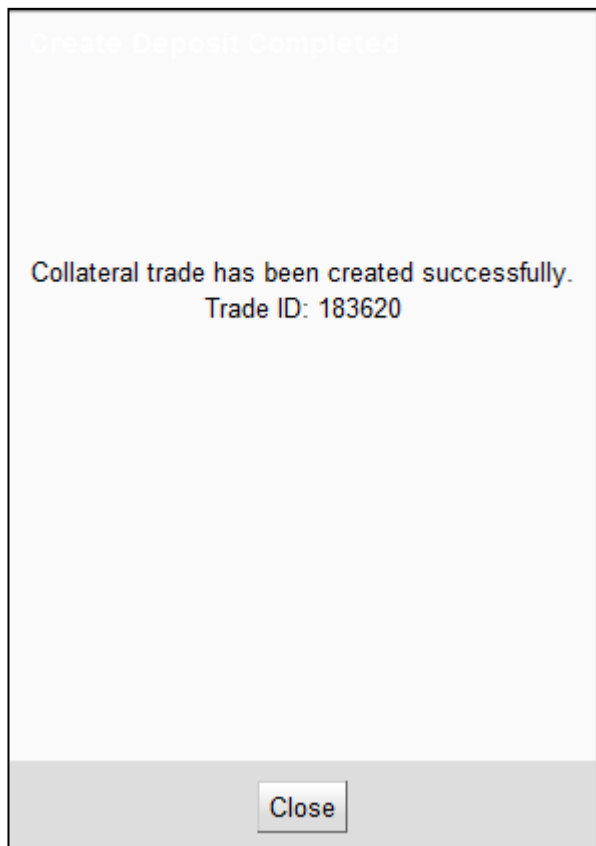 Create Deposit Completed
Collateral trade has been created successfully.
Trade ID: 183620
Close